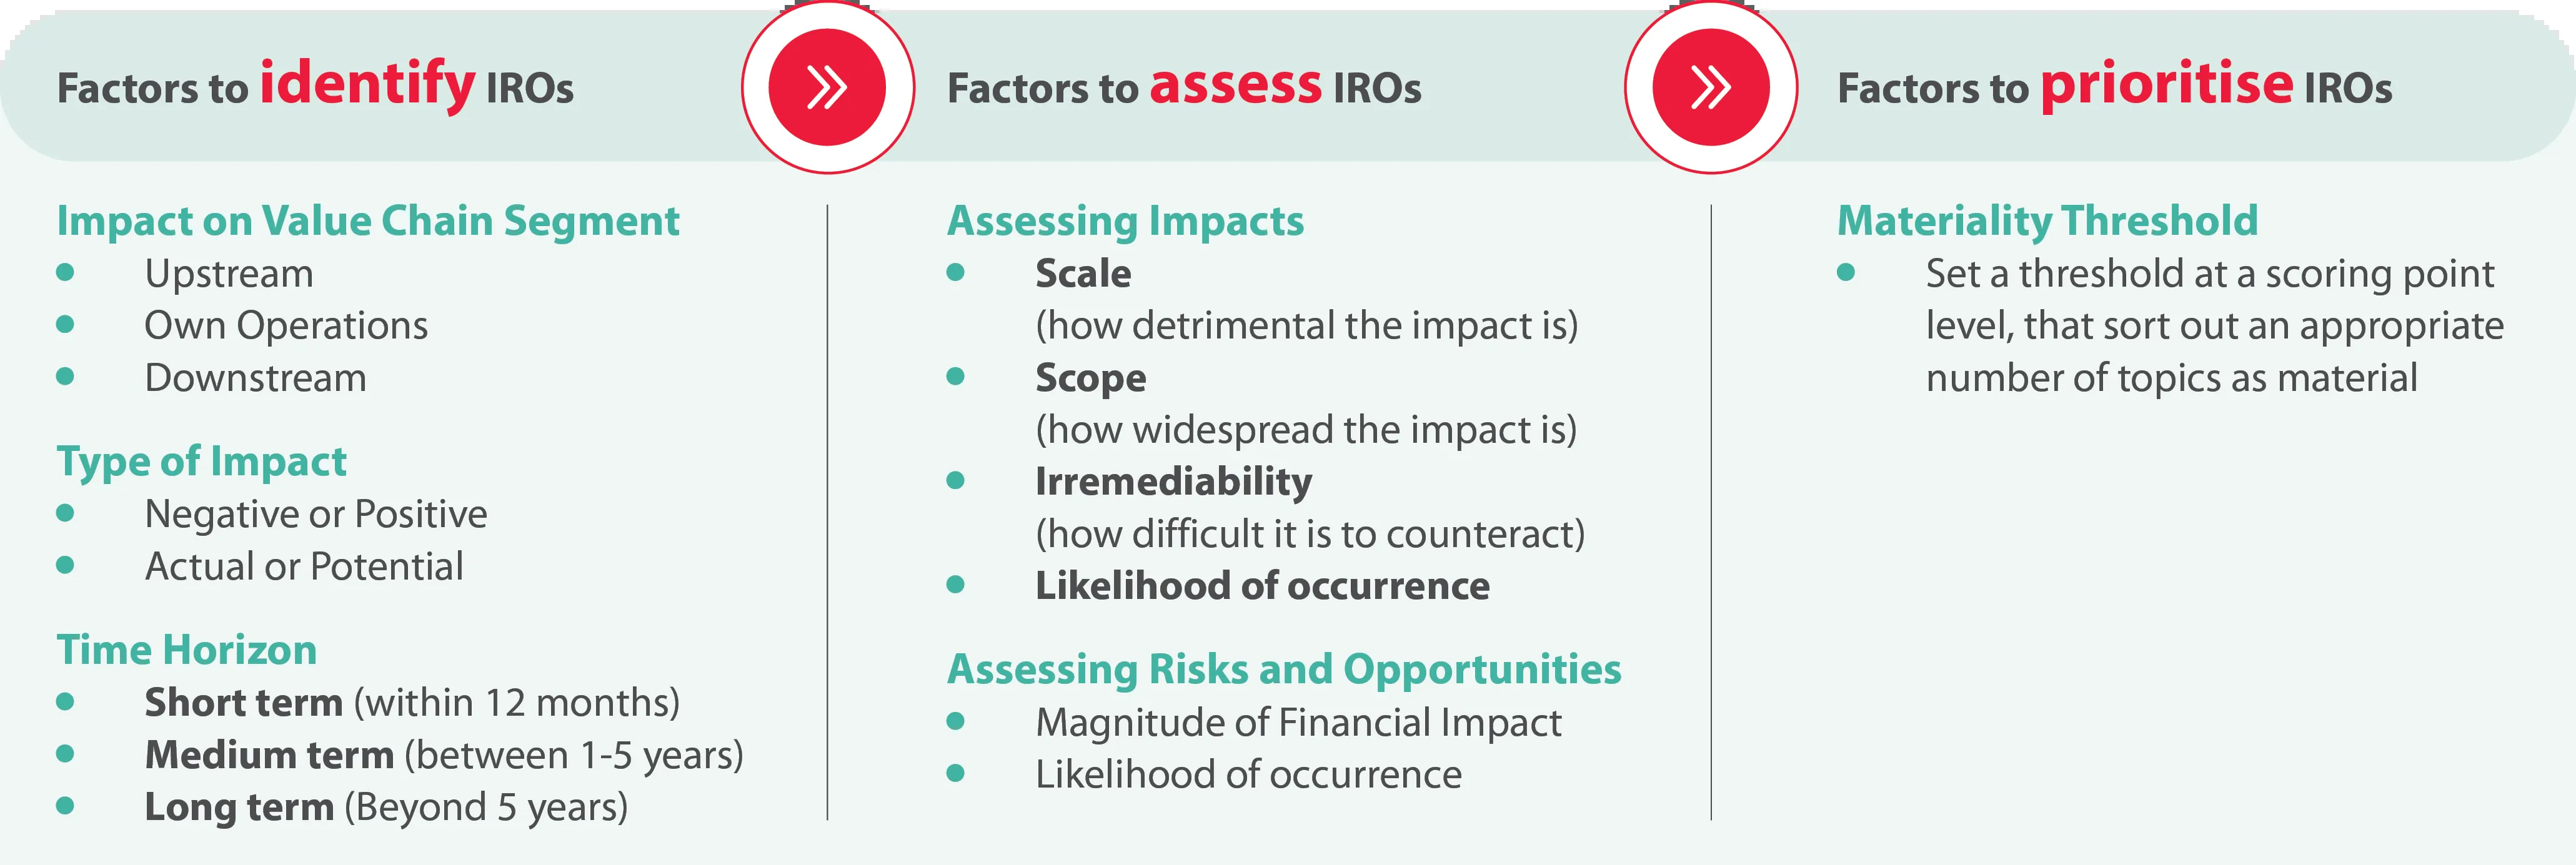 Factors to identify IROs
Impact on Value Chain Segment
Upstream
Own Operations
Downstream
Type of Impact
Negative or Positive
Actual or Potential
Time Horizon
Short term (within 12 months)
Medium term (between 1-5 years)
Long term (Beyond 5 years)
Factors to assess IROs
Assessing Impacts
Scale
(how detrimental the impact is)
Scope
(how widespread the impact is)
Irremediability
(how difficult it is to counteract)
Likelihood of occurrence
Assessing Risks and Opportunities
Magnitude of Financial Impact
Likelihood of occurrence
Factors to prioritise IROs
Materiality Threshold
Set a threshold at a scoring point
level, that sort out an appropriate
number of topics as material